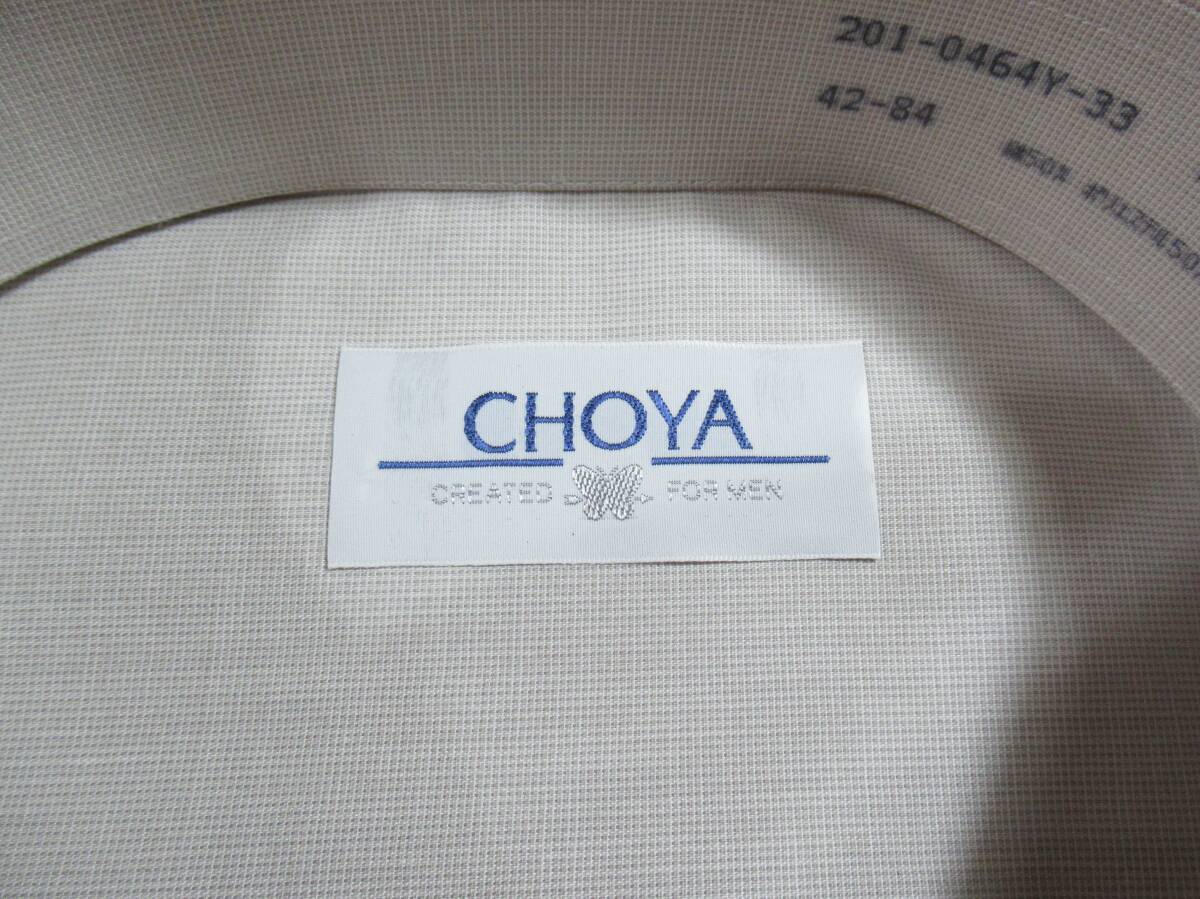 201-0464Y-33
42-84
CHOYA
CREATED FOR MEN